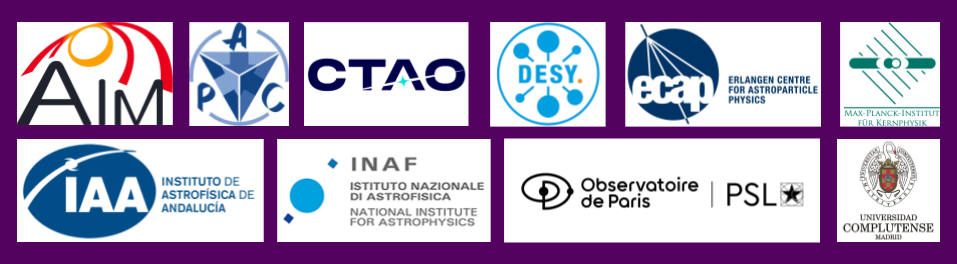 AIM
A
P C
CTAO
DESY.
ecap
ERLANGEN CENTRE
FOR ASTROPARTICLE
PHYSICS
MAX-PLANCK-INSTITUT
FÜR KERNPHYSIK
IAA
INSTITUTO DE
ASTROFÍSICA DE
ANDALUCÍA
INAF
ISTITUTO NAZIONALE
DI ASTROFISICA
NATIONAL INSTITUTE
FOR ASTROPHYSICS
Observatoire
de Paris
PSL
UNIVERSIDAD
COMPLUTENSE
MADRID